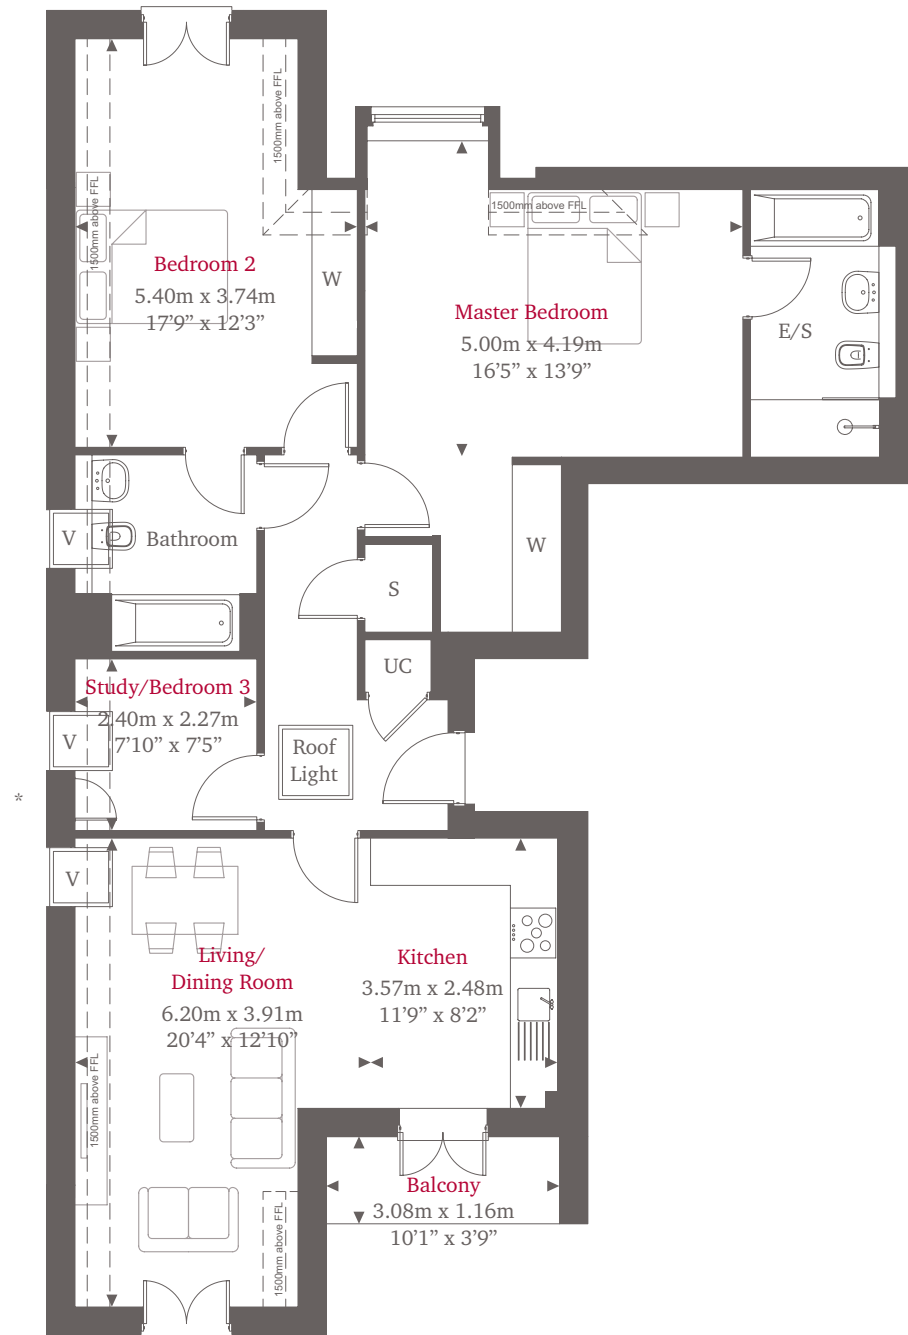 1500mm above FFL
1500mm above FFL
1500mm above FFL
Bedroom 2
5.40m x 3.74m
17’9” x 12’3”
W
Master Bedroom
5.00m x 4.19m
16’5” x 13’9”
E/S
V
Bathroom
W
S
UC
Study/Bedroom 3
2.40m x 2.27m
7’10” x 7’5”
V
Roof
Light
*
V
Living/
Dining Room
6.20m x 3.91m
20’4” x 12’10”
Kitchen
3.57m x 2.48m
11’9” x 8’2”
1500mm above FFL
Balcony
3.08m x 1.16m
10’1” x 3’9”
1500mm above FFL